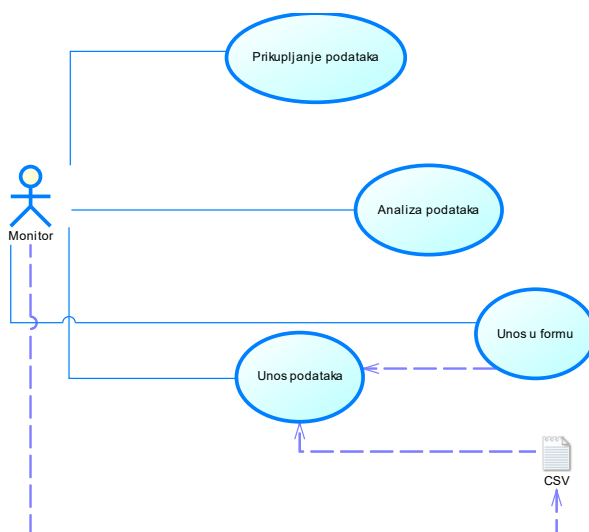 Prikupljanje podataka
Analiza podataka
Monitor
Unos u formu
Unos podataka
CSV